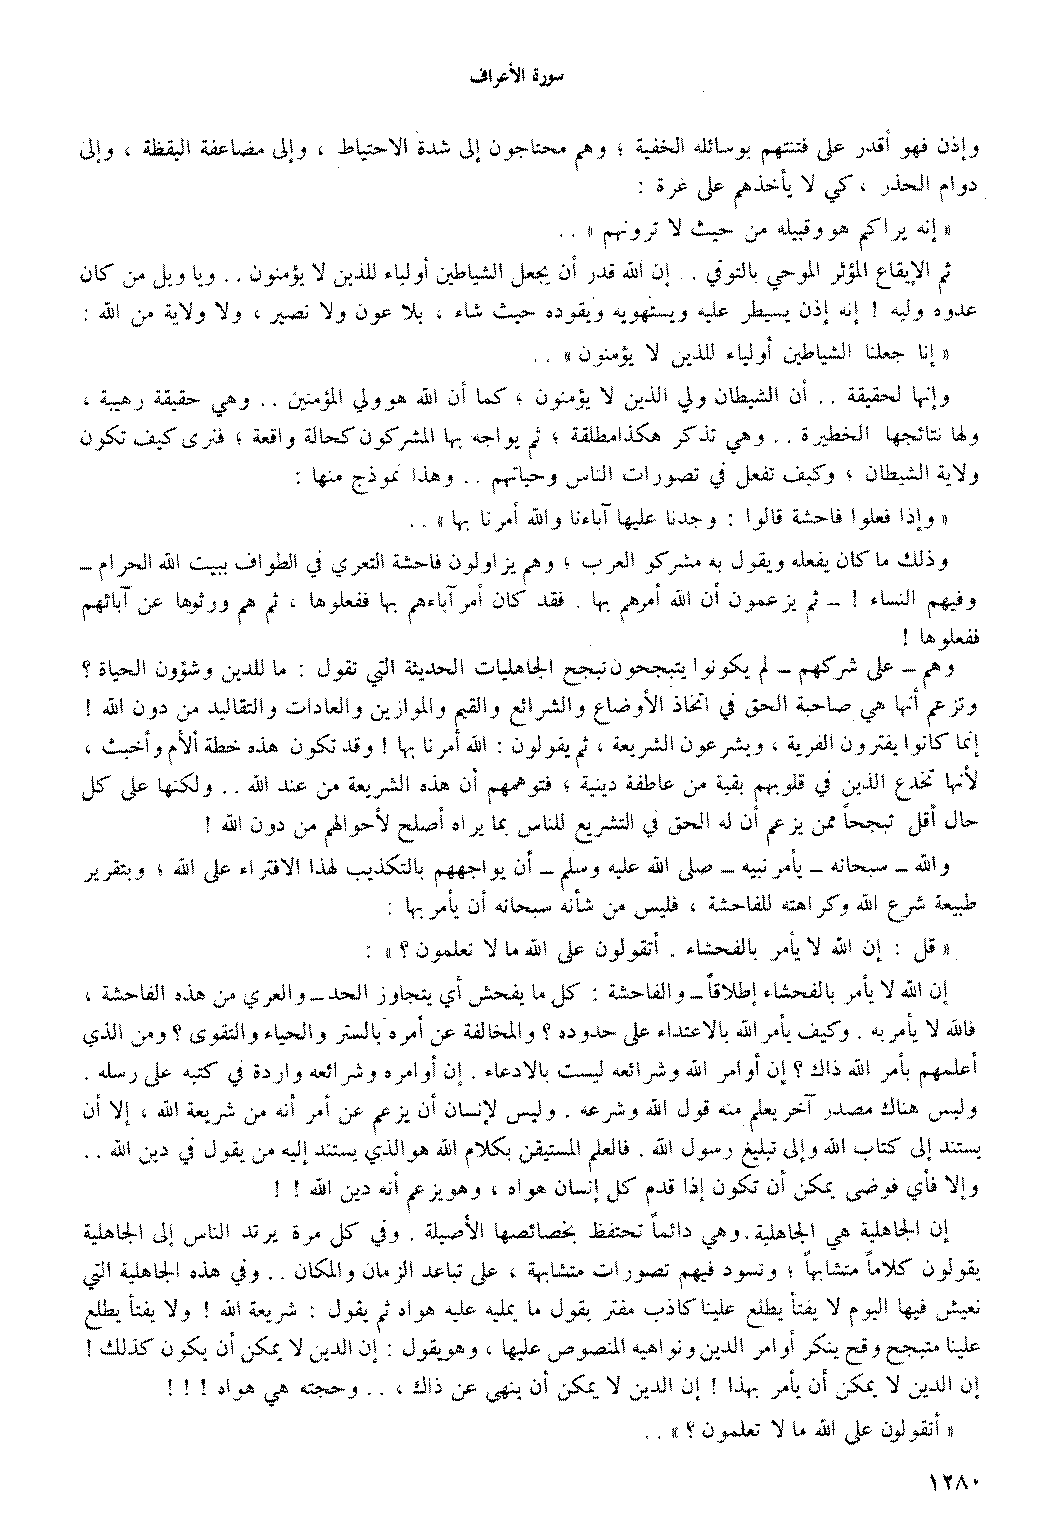 سورة الأعراف
وإذن فهو أقدر على فتنتهم بوسائله الخفية ؛ وهم محتاجون إلى شدة الاحتياط ، وإلى مضاعفة اليقظة ، وإلى
دوام الحذر ، كي لا يأخذهم على غرة :
« إنه يراكم هو وقبيله من حيث لا ترونهم » . .
ثم الإيقاع المؤثر الموحي بالتوقي . . إن الله قدر أن يجعل الشياطين أولياء للذين لا يؤمنون . . ويا ويل من كان
عدوه وليه ! إنه إذن يسيطر عليه ويستهويه ويقوده حيث شاء ، بلا عون ولا نصير ، ولا ولاية من الله :
« إنا جعلنا الشياطين أولياء للذين لا يؤمنون » . .
وإنها لحقيقة . . أن الشيطان ولي الذين لا يؤمنون ؛ كما أن الله هو ولي المؤمنين . . وهي حقيقة رهيبة ،
ولها نتائجها الخطيرة . . وهي تذكر هكذا مطلقة ؛ ثم يواجه بها المشركون كحالة واقعة ؛ فنرى كيف تكون
ولاية الشيطان ؛ وكيف تفعل في تصورات الناس وحياتهم . . وهذا نموذج منها :
« وإذا فعلوا فاحشة قالوا : وجدنا عليها آباءنا والله أمرنا بها » . .
وذلك ما كان يفعله ويقول به مشركو العرب ؛ وهم يزاولون فاحشة التعري في الطواف ببيت الله الحرام –
وفيهم النساء ! – ثم يزعمون أن الله أمرهم بها . فقد كان أمر آباءهم بها ففعلوها ، ثم هم ورثوها عن آبائهم
ففعلوها !
وهم – على شركهم – لم يكونوا يتبجحون تبجح الجاهليات الحديثة التي تقول : ما للدين وشؤون الحياة ؟
وتزعم أنها هي صاحبة الحق في اتخاذ الأوضاع والشرائع والقيم والموازين والعادات والتقاليد من دون الله !
إنما كانوا يفترون الفرية ، ويشرعون الشريعة ، ثم يقولون : الله أمرنا بها ! وقد تكون هذه خطة ألأم وأخبث ،
لأنها تخدع الذين في قلوبهم بقية من عاطفة دينية ؛ فتوهمهم أن هذه الشريعة من عند الله . . ولكنها على كل
حال أقل تبجحاً ممن يزعم أن له الحق في التشريع للناس بما يراه أصلح لأحوالهم من دون الله !
والله – سبحانه – يأمر نبيه – صلى الله عليه وسلم – أن يواجههم بالتكذيب لهذا الافتراء على الله ؛ وبتقرير
طبيعة شرع الله وكراهته للفاحشة ، فليس من شأنه سبحانه أن يأمر بها :
« قل : إن الله لا يأمر بالفحشاء . أتقولون على الله ما لا تعلمون ؟ » :
إن الله لا يأمر بالفحشاء إطلاقاً – والفاحشة : كل ما يفحش أي يتجاوز الحد – والعري من هذه الفاحشة ،
فالله لا يأمر به . وكيف يأمر الله بالاعتداء على حدوده ؟ والمخالفة عن أمره بالستر والحياء والتقوى ؟ ومن الذي
أعلمهم بأمر الله ذاك ؟ إن أوامر الله وشرائعه ليست بالادعاء . إن أوامره وشرائعه واردة في كتبه على رسله .
وليس هناك مصدر آخر يعلم منه قول الله وشرعه . وليس لإنسان أن يزعم عن أمر أنه من شريعة الله ، إلا أن
يستند إلى كتاب الله وإلى تبليغ رسول الله . فالعلم المستيقن بكلام الله هو الذي يستند إليه من يقول في دين الله . .
وإلا فأي فوضى يمكن أن تكون إذا قدم كل إنسان هواه ، وهو يزعم أنه دين الله ! !
إن الجاهلية هي الجاهلية . وهي دائماً تحتفظ بخصائصها الأصيلة . وفي كل مرة يرتد الناس إلى الجاهلية
يقولون كلاماً متشابهاً ؛ وتسود فيهم تصورات متشابهة ، على تباعد الزمان والمكان . . وفي هذه الجاهلية التي
نعيش فيها اليوم لا يفتأ يطلع علينا كاذب مفتر يقول ما يمليه عليه هواه ثم يقول : شريعة الله ! ولا يفتأ يطلع
علينا متبجح وقح ينكر أوامر الدين ونواهيه المنصوص عليها ، وهو يقول : إن الدين لا يمكن أن يكون كذلك !
إن الدين لا يمكن أن يأمر بهذا ! إن الدين لا يمكن أن ينهى عن ذاك ، . . وحجته هي هواه ! ! !
« أتقولون على الله ما لا تعلمون ؟ » . .
١٢٨٠